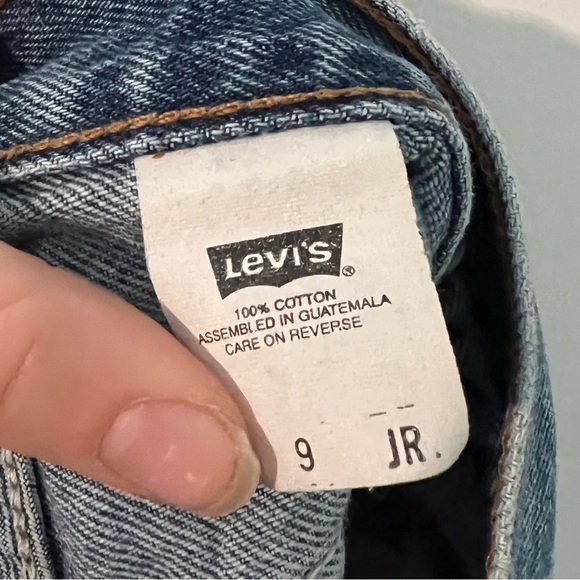 Levi's ®
100% COTTON
ASSEMBLED IN GUATEMALA
CARE ON REVERSE
9 JR.